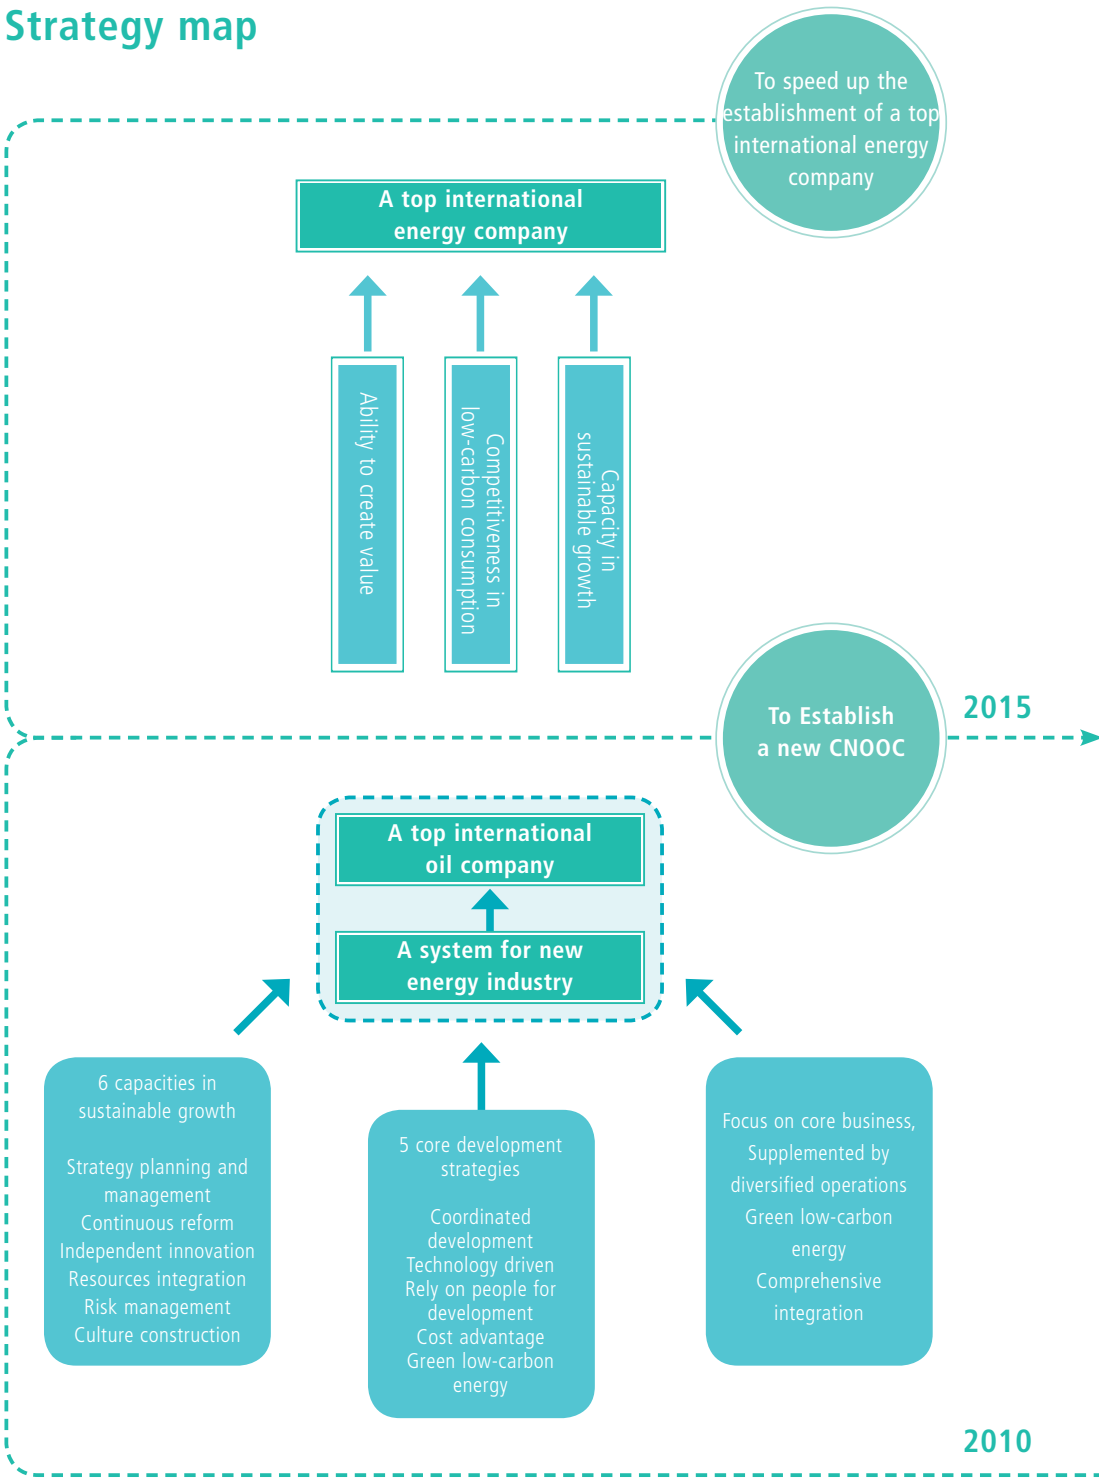 Strategy map
To speed up the
establishment of a top
international energy
company
A top international
energy company
Ability to create value
Competitiveness in
low-carbon consumption
Capacity in
sustainable growth
To Establish
a new CNOOC
2015
A top international
oil company
A system for new
energy industry
6 capacities in
sustainable growth
Strategy planning and
management
Continuous reform
Independent innovation
Resources integration
Risk management
Culture construction
5 core development
strategies
Coordinated
development
Technology driven
Rely on people for
development
Cost advantage
Green low-carbon
energy
Focus on core business,
Supplemented by
diversified operations
Green low-carbon
energy
Comprehensive
integration
2010